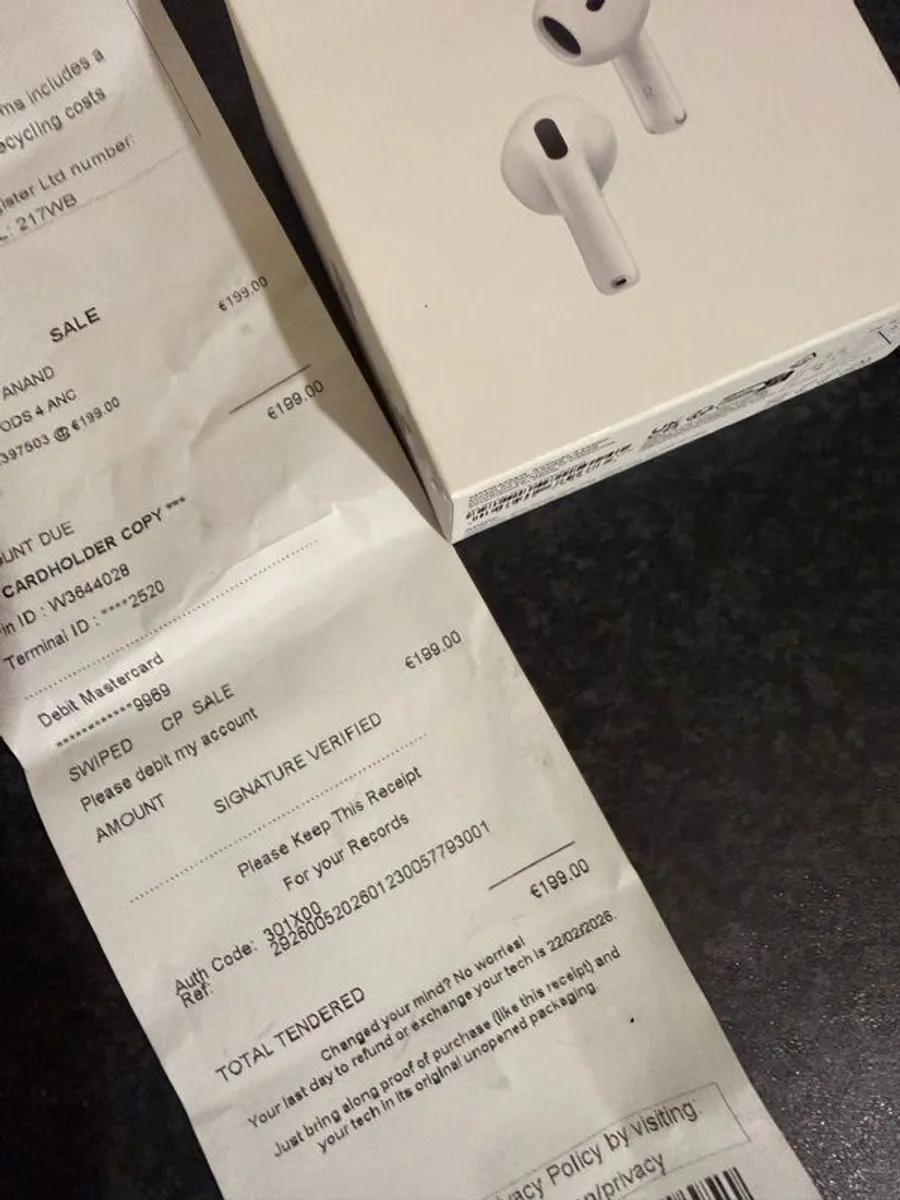 ms includes a
ecycling costs
ister Ltd number:
L: 217WB
SALE
€199.00
ANAND
ODS 4 ANC
397503 @ €199.00
€199.00
UNT DUE
CARDHOLDER COPY ***
in ID : W3644028
Terminal ID : ****2520
Debit Mastercard
************9969
SWIPED CP SALE
€199.00
Please debit my account
AMOUNT
SIGNATURE VERIFIED
Please Keep This Receipt
For your Records
Auth Code: 301X00
Ref: 2926005202601230057793001
TOTAL TENDERED €199.00
Changed your mind? No worries!
Your last day to refund or exchange your tech is 22/02/2026.
Just bring along proof of purchase (like this receipt) and
your tech in its original unopened packaging.
vacy Policy by visiting:
/privacy